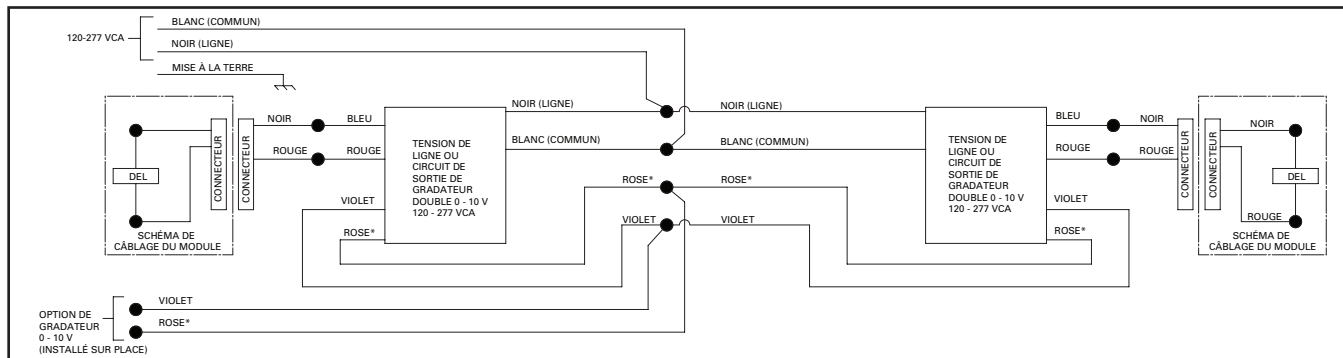 BLANC (COMMUN)
120-277 VCA
NOIR (LIGNE)
MISE À LA TERRE
NOIR (LIGNE)
NOIR (LIGNE)
BLANC (COMMUN)
BLANC (COMMUN)
NOIR
BLEU
ROUGE
ROUGE
CONNECTEUR
CONNECTEUR
DEL
SCHÉMA DE
CÂBLAGE DU MODULE
TENSION DE
LIGNE OU
CIRCUIT DE
SORTIE DE
GRADATEUR
DOUBLE 0 - 10 V
120 - 277 VCA
VIOLET
ROSE*
ROSE*
ROSE*
VIOLET
VIOLET
TENSION DE
LIGNE OU
CIRCUIT DE
SORTIE DE
GRADATEUR
DOUBLE 0 - 10 V
120 - 277 VCA
BLEU
NOIR
ROUGE
ROUGE
VIOLET
ROSE*
CONNECTEUR
CONNECTEUR
NOIR
DEL
ROUGE
SCHÉMA DE
CÂBLAGE DU MODULE
OPTION DE
GRADATEUR
0 - 10 V
(INSTALLÉ SUR PLACE)
VIOLET
ROSE*